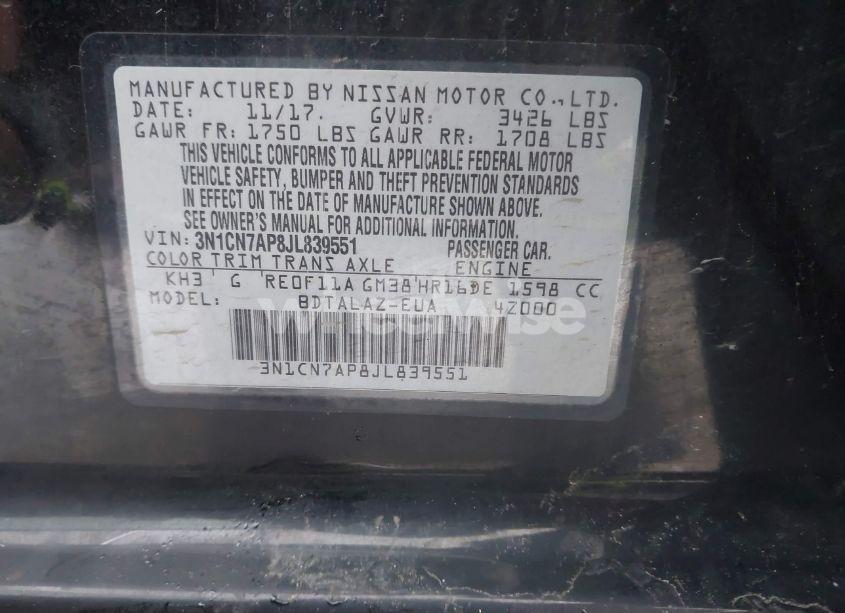 MANUFACTURED BY NISSAN MOTOR CO., LTD.
DATE: 11/17. GVWR: 3426 LBS
GAWR FR: 1750 LBS GAWR RR: 1708 LBS
THIS VEHICLE CONFORMS TO ALL APPLICABLE FEDERAL MOTOR
VEHICLE SAFETY, BUMPER AND THEFT PREVENTION STANDARDS
IN EFFECT ON THE DATE OF MANUFACTURE SHOWN ABOVE.
SEE OWNER'S MANUAL FOR ADDITIONAL INFORMATION.
VIN: 3N1CN7AP8JL839551 PASSENGER CAR.
COLOR TRIM TRANS AXLE ENGINE
KH3 G RE0F11A GM38 HR16DE 1598 CC
MODEL: BDTALAZ-EUA 4Z000
wheelwise
3N1CN7AP8JL839551